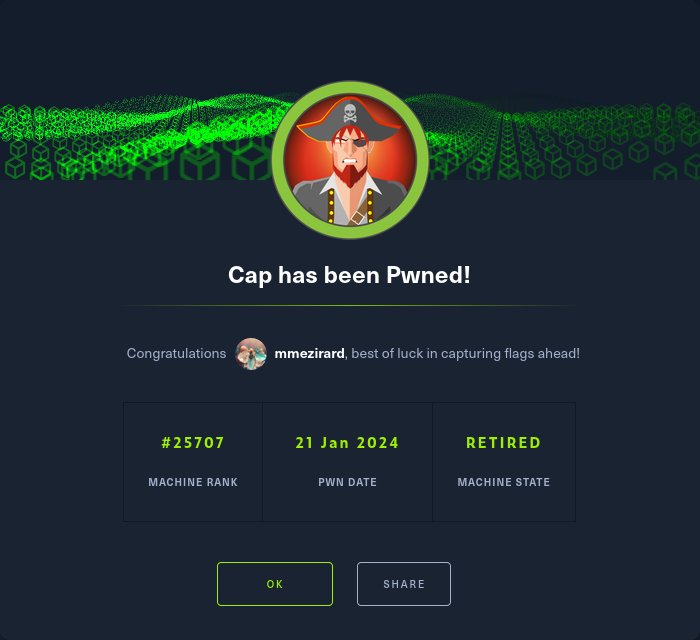 Cap has been Pwned!
Congratulations mmezirard, best of luck in capturing flags ahead!
#25707 21 Jan 2024 RETIRED
MACHINE RANK PWN DATE MACHINE STATE
OK SHARE